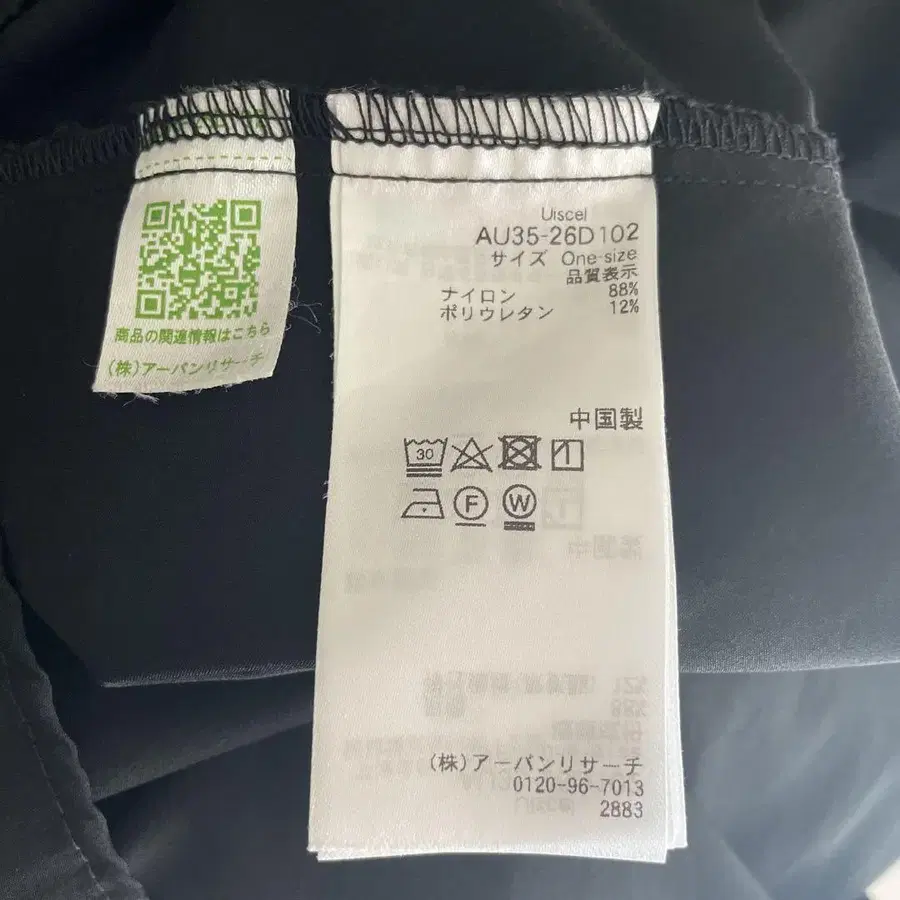 商品の関連情報はこちら
(株)アーバンリサーチ
Uiscel
AU35-26D102
サイズ One-size
品質表示
ナイロン 88%
ポリウレタン 12%
中国製
30
F W
(株)アーバンリサーチ
0120-96-7013
2883